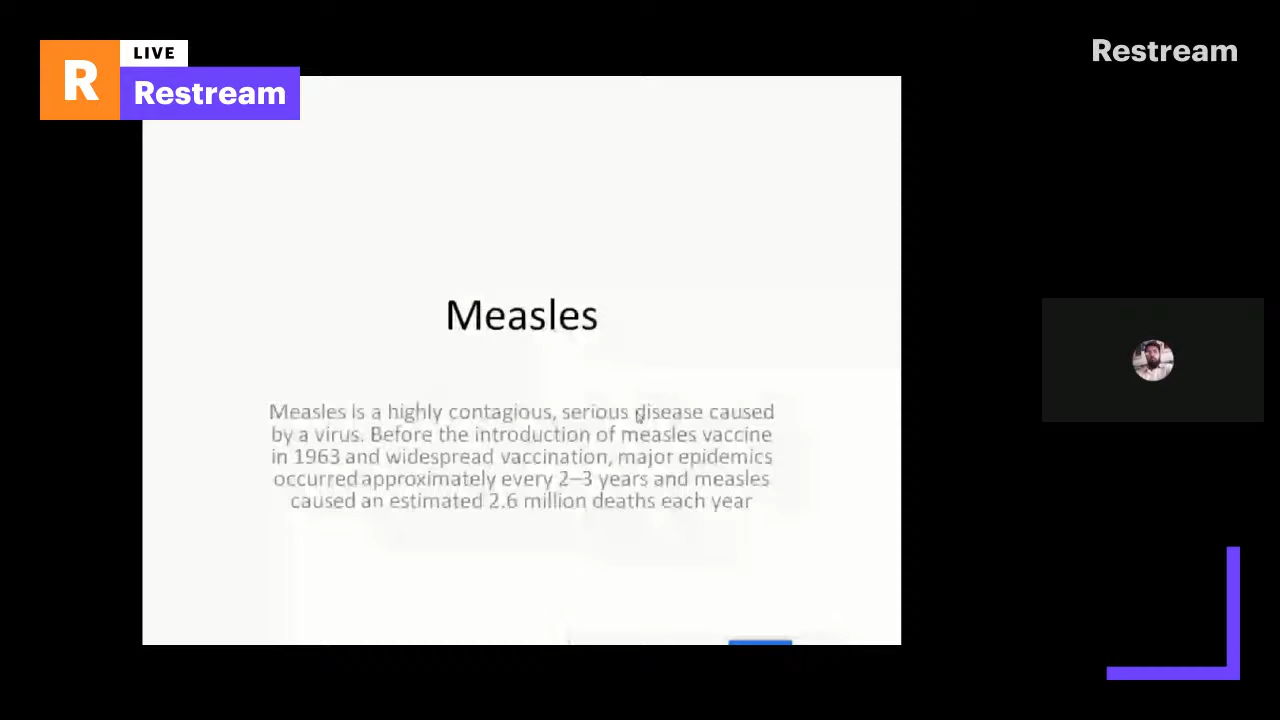 R
LIVE
Restream
Restream
Measles
Measles is a highly contagious, serious disease caused
by a virus. Before the introduction of measles vaccine
in 1963 and widespread vaccination, major epidemics
occurred approximately every 2–3 years and measles
caused an estimated 2.6 million deaths each year